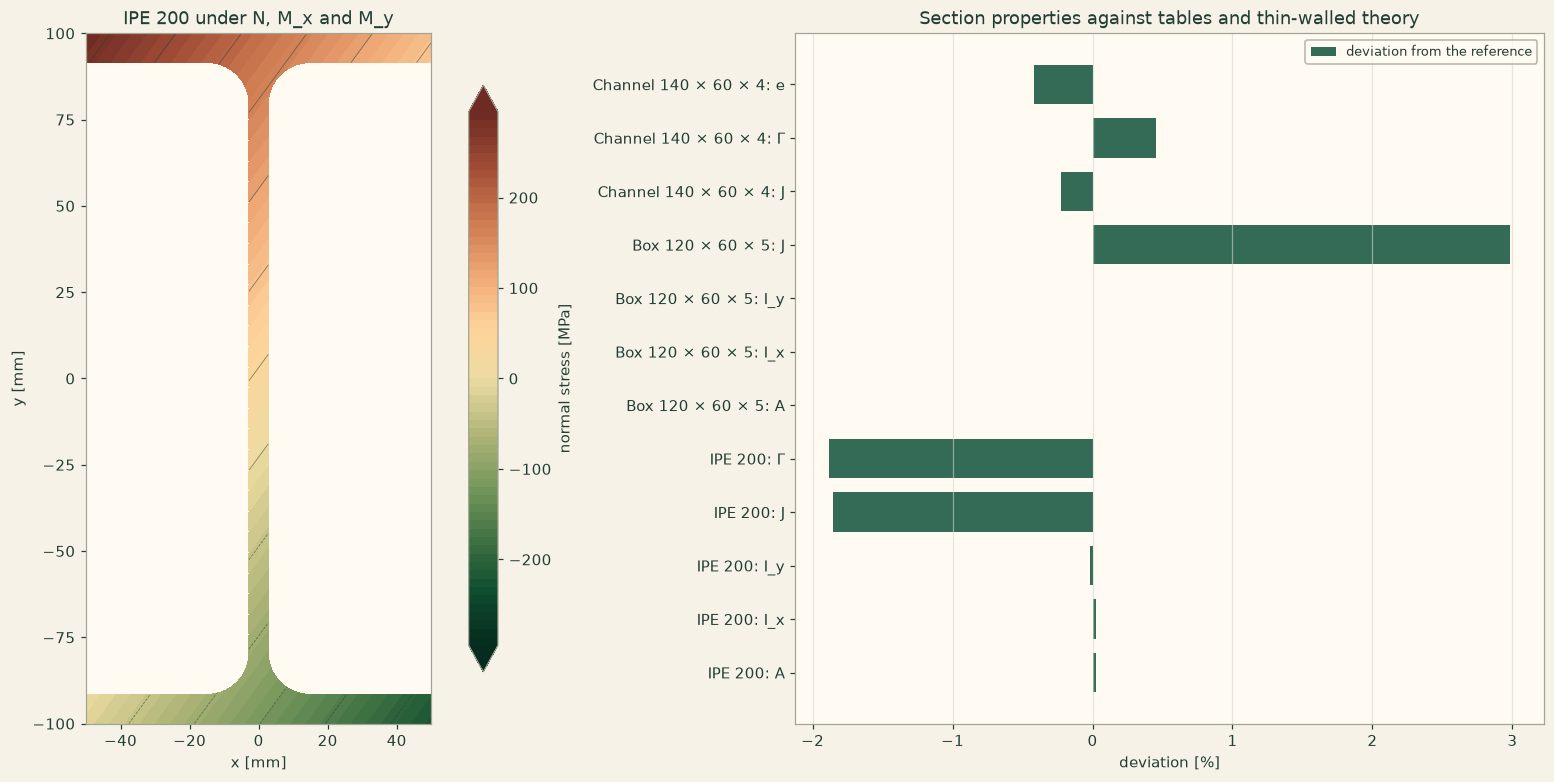 IPE 200 under N, M_x and M_y
100
75
50
25
0
−25
−50
−75
−100
y [mm]
−40
−20
0
20
40
x [mm]
200
100
0
−100
−200
normal stress [MPa]
Section properties against tables and thin-walled theory
deviation from the reference
Channel 140 × 60 × 4: e
Channel 140 × 60 × 4: Γ
Channel 140 × 60 × 4: J
Box 120 × 60 × 5: J
Box 120 × 60 × 5: I_y
Box 120 × 60 × 5: I_x
Box 120 × 60 × 5: A
IPE 200: Γ
IPE 200: J
IPE 200: I_y
IPE 200: I_x
IPE 200: A
−2
−1
0
1
2
3
deviation [%]